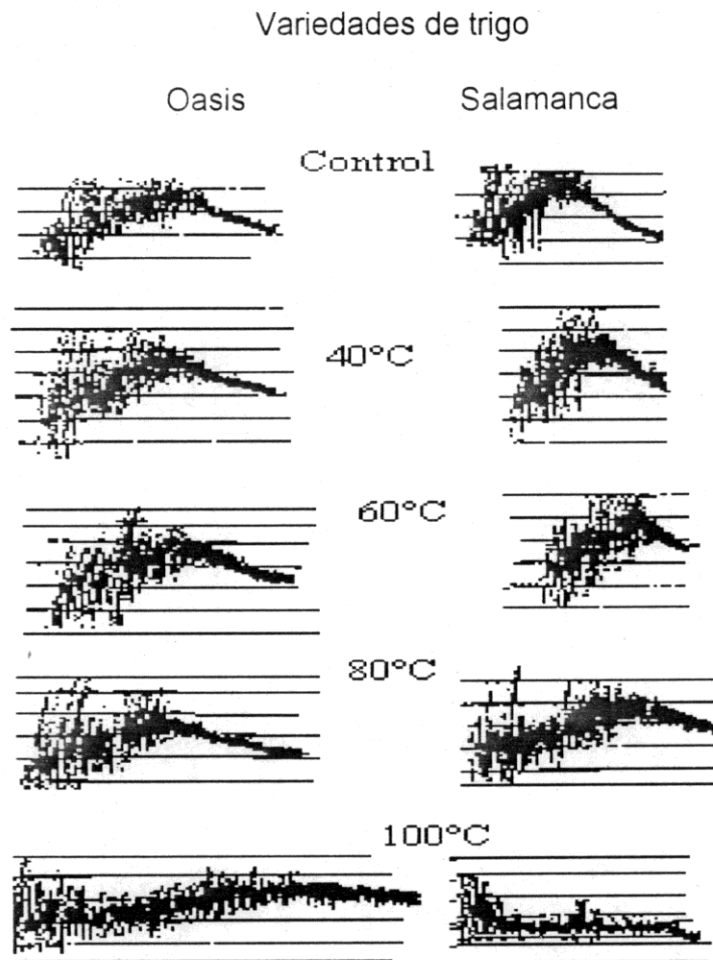 Variedades de trigo
Oasis Salamanca
Control
40°C
60°C
80°C
100°C